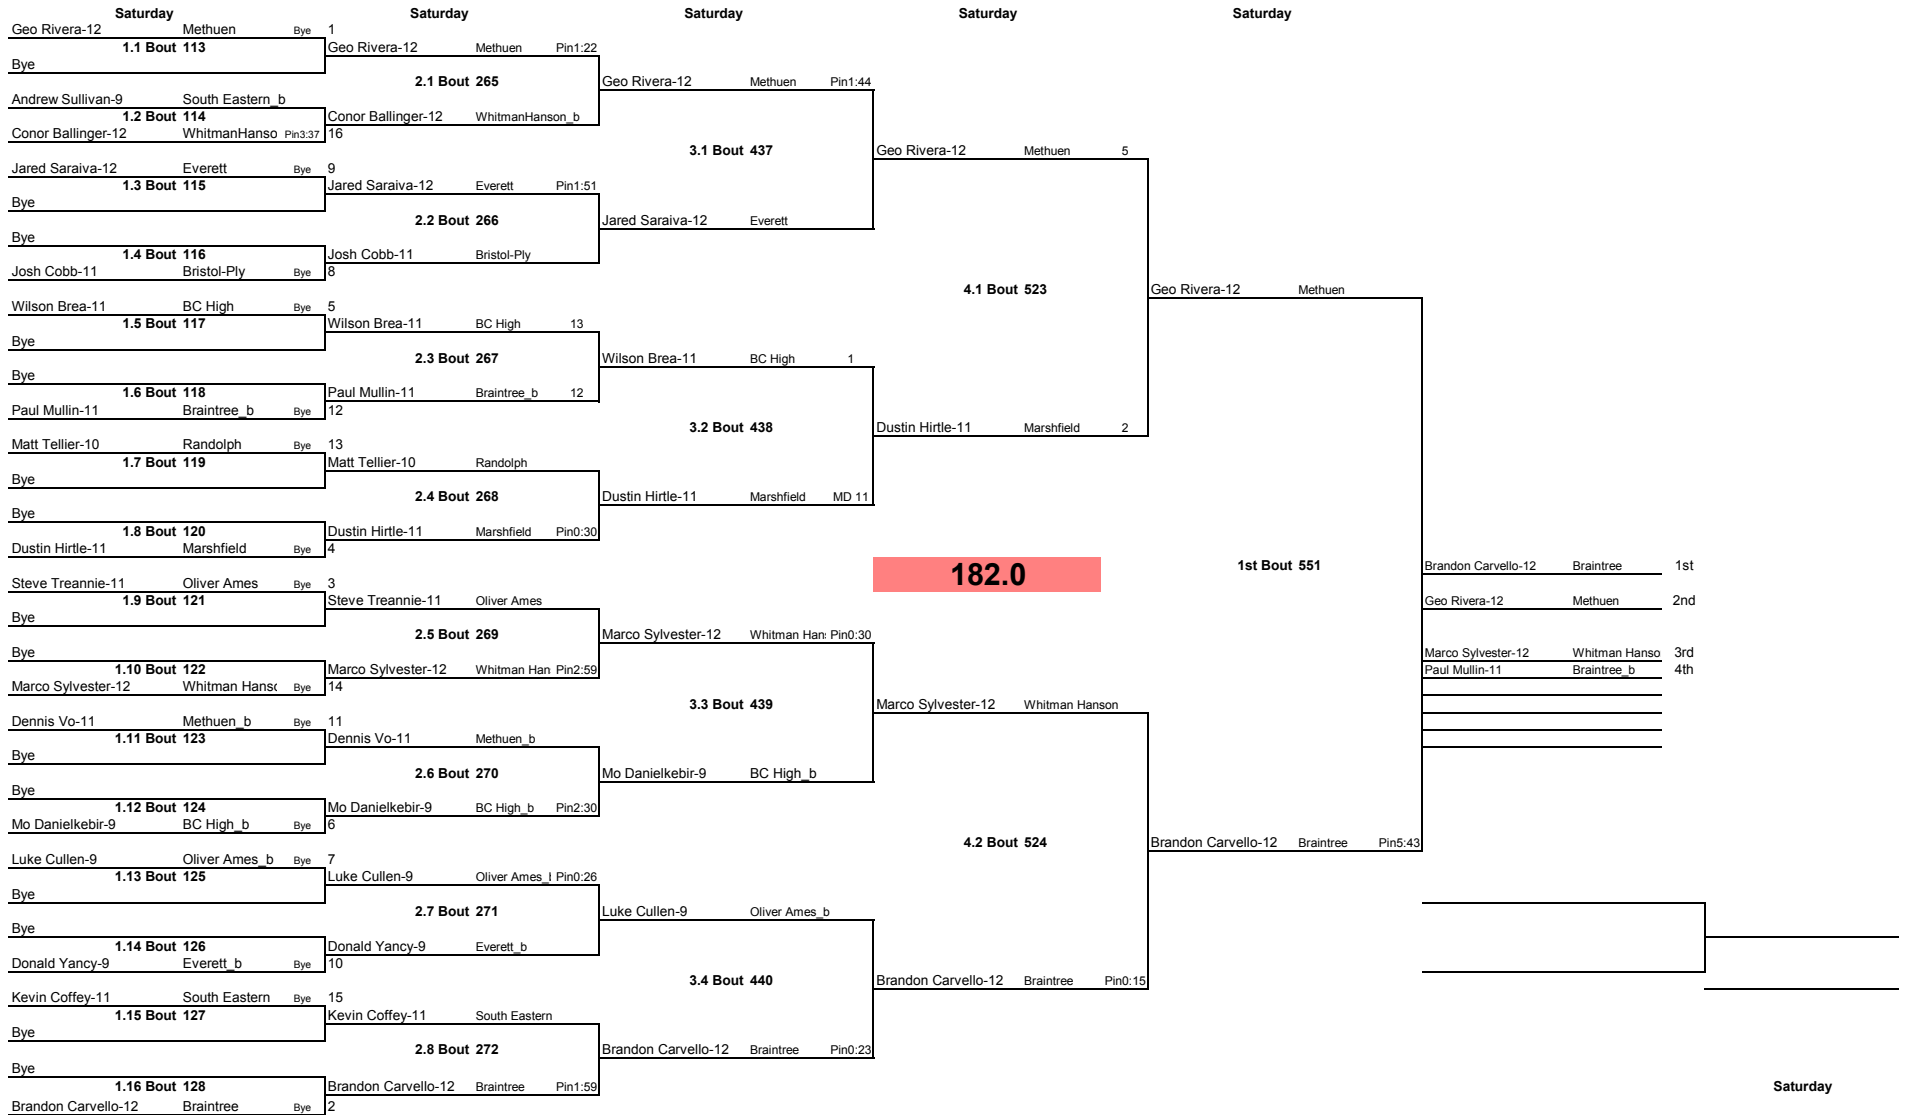 Saturday Saturday Saturday Saturday Saturday
Geo Rivera-12 Methuen Bye 1
1.1 Bout 113
Bye
Andrew Sullivan-9 South Eastern_b
1.2 Bout 114
Conor Ballinger-12 WhitmanHanso Pin3:37 16
Jared Saraiva-12 Everett Bye 9
1.3 Bout 115
Bye
Bye
1.4 Bout 116
Josh Cobb-11 Bristol-Ply Bye 8
Wilson Brea-11 BC High Bye 5
1.5 Bout 117
Bye
Bye
1.6 Bout 118
Paul Mullin-11 Braintree_b Bye 12
Matt Tellier-10 Randolph Bye 13
1.7 Bout 119
Bye
Bye
1.8 Bout 120
Dustin Hirtle-11 Marshfield Bye 4
Steve Treannie-11 Oliver Ames Bye 3
1.9 Bout 121
Bye
Bye
1.10 Bout 122
Marco Sylvester-12 Whitman Hansc Bye 14
Dennis Vo-11 Methuen_b Bye 11
1.11 Bout 123
Bye
Bye
1.12 Bout 124
Mo Danielkebir-9 BC High_b Bye 6
Luke Cullen-9 Oliver Ames_b Bye 7
1.13 Bout 125
Bye
Bye
1.14 Bout 126
Donald Yancy-9 Everett_b Bye 10
Kevin Coffey-11 South Eastern Bye 15
1.15 Bout 127
Bye
Bye
1.16 Bout 128
Brandon Carvello-12 Braintree Bye 2
Geo Rivera-12 Methuen Pin1:22
2.1 Bout 265
Conor Ballinger-12 WhitmanHanson_b
Jared Saraiva-12 Everett Pin1:51
2.2 Bout 266
Josh Cobb-11 Bristol-Ply
Wilson Brea-11 BC High 13
2.3 Bout 267
Paul Mullin-11 Braintree_b 12
Matt Tellier-10 Randolph
2.4 Bout 268
Dustin Hirtle-11 Marshfield Pin0:30
Steve Treannie-11 Oliver Ames
2.5 Bout 269
Marco Sylvester-12 Whitman Han Pin2:59
Dennis Vo-11 Methuen_b
2.6 Bout 270
Mo Danielkebir-9 BC High_b Pin2:30
Luke Cullen-9 Oliver Ames_ Pin0:26
2.7 Bout 271
Donald Yancy-9 Everett_b
Kevin Coffey-11 South Eastern
2.8 Bout 272
Brandon Carvello-12 Braintree Pin1:59
Geo Rivera-12 Methuen Pin1:44
3.1 Bout 437
Jared Saraiva-12 Everett
Wilson Brea-11 BC High 1
3.2 Bout 438
Dustin Hirtle-11 Marshfield MD 11
Marco Sylvester-12 Whitman Han Pin0:30
3.3 Bout 439
Mo Danielkebir-9 BC High_b
Luke Cullen-9 Oliver Ames_b
3.4 Bout 440
Brandon Carvello-12 Braintree Pin0:23
Geo Rivera-12 Methuen 5
4.1 Bout 523
Dustin Hirtle-11 Marshfield 2
182.0
Marco Sylvester-12 Whitman Hanson
4.2 Bout 524
Brandon Carvello-12 Braintree Pin0:15
Geo Rivera-12 Methuen
1st Bout 551
Brandon Carvello-12 Braintree Pin5:43
Brandon Carvello-12 Braintree 1st
Geo Rivera-12 Methuen 2nd
Marco Sylvester-12 Whitman Hanso 3rd
Paul Mullin-11 Braintree_b 4th
Saturday